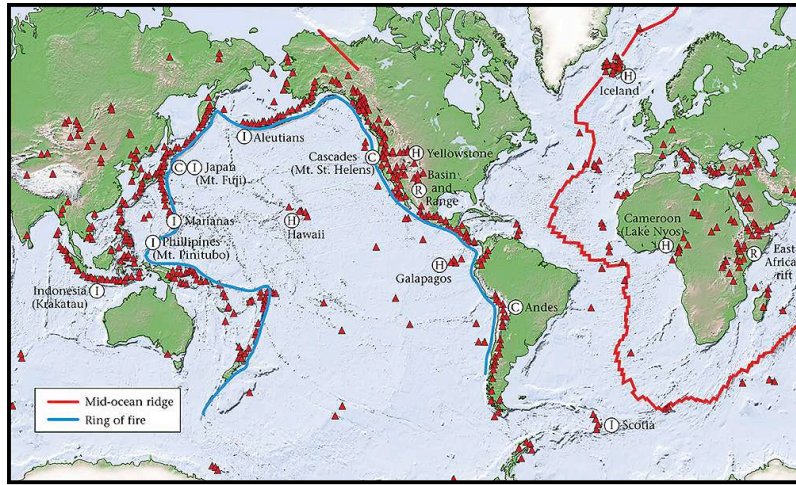 H
Iceland
I
Aleutians
Cascades
(Mt. St. Helens)
C
H
Yellowstone
Basin
and
Range
R
C
I
Japan
(Mt. Fuji)
I
Marianas
H
Hawaii
Cameroon
(Lake Nyos)
H
I
Phillipines
(Mt. Pinitubo)
R
East
African
rift
H
Galapagos
Indonesia
(Krakatau)
I
C
Andes
Mid-ocean ridge
Ring of fire
I
Scotia